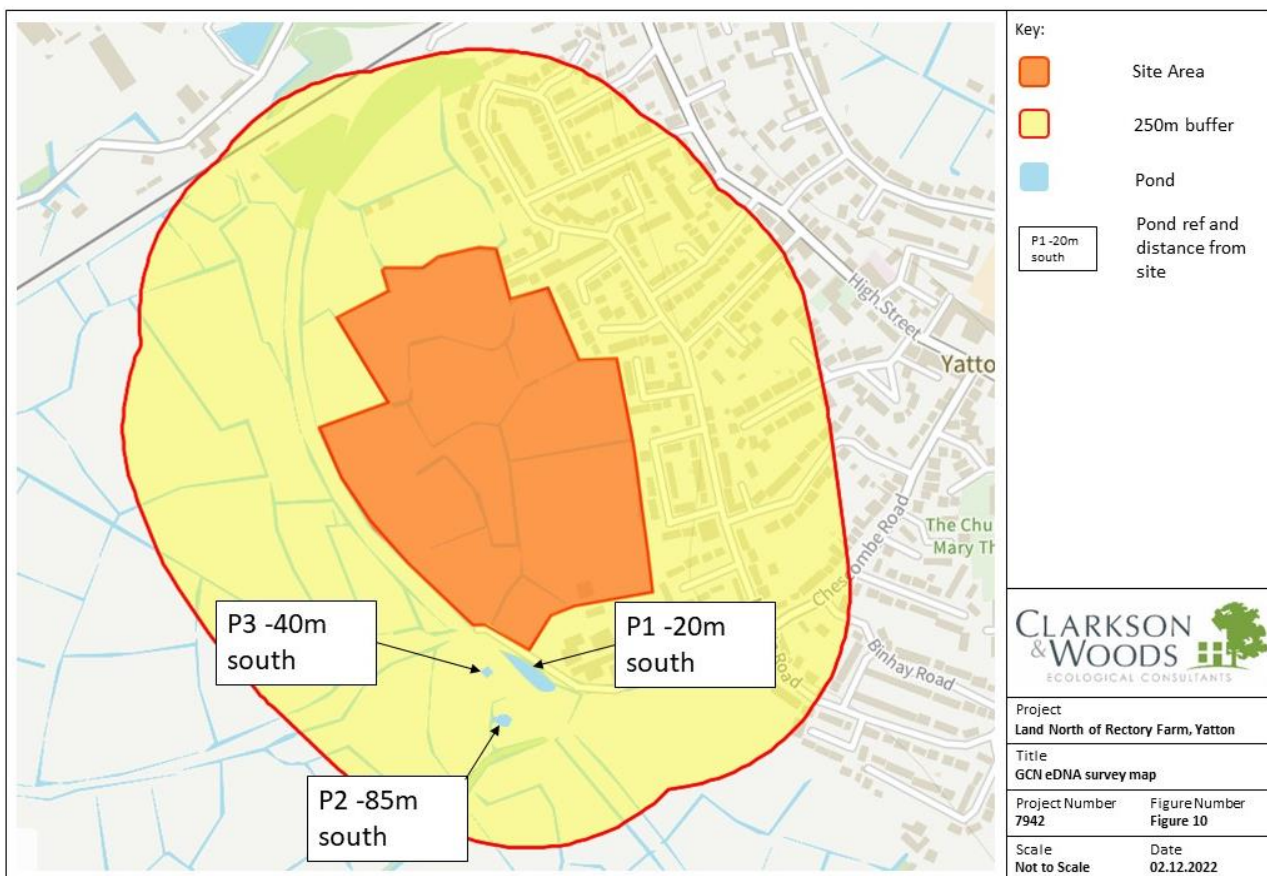 High Street
Yatton
The Chu
Mary Th
Chescombe Road
Road
Binhay Road
P3 -40m
south
P1 -20m
south
P2 -85m
south
Key:
Site Area
250m buffer
Pond
P1 -20m
south
Pond ref and
distance from
site
CLARKSON
& WOODS
ECOLOGICAL CONSULTANTS
Project
Land North of Rectory Farm, Yatton
Title
GCN eDNA survey map
Project Number
7942
Figure Number
Figure 10
Scale
Not to Scale
Date
02.12.2022